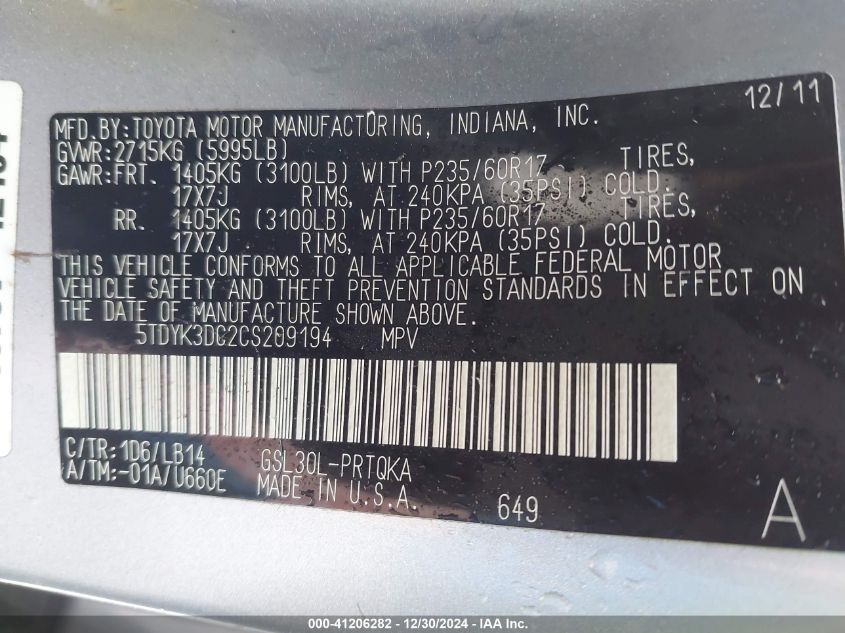 12/11
MFD.BY:TOYOTA MOTOR MANUFACTURING, INDIANA, INC.
GVWR:2715KG (5995LB)
GAWR:FRT. 1405KG (3100LB) WITH P235/60R17 TIRES,
17X7J RIMS, AT 240KPA (35PSI) COLD.
RR. 1405KG (3100LB) WITH P235/60R17 TIRES,
17X7J RIMS, AT 240KPA (35PSI) COLD.
THIS VEHICLE CONFORMS TO ALL APPLICABLE FEDERAL MOTOR
VEHICLE SAFETY AND THEFT PREVENTION STANDARDS IN EFFECT ON
THE DATE OF MANUFACTURE SHOWN ABOVE.
5TDYK3DC2CS209194 MPV
C/TR:1D6/LB14 GSL30L-PRTQKA
A/TM:-01A/U660E MADE IN U.S.A.
649
A
000-41206282 - 12/30/2024 - IAA Inc.